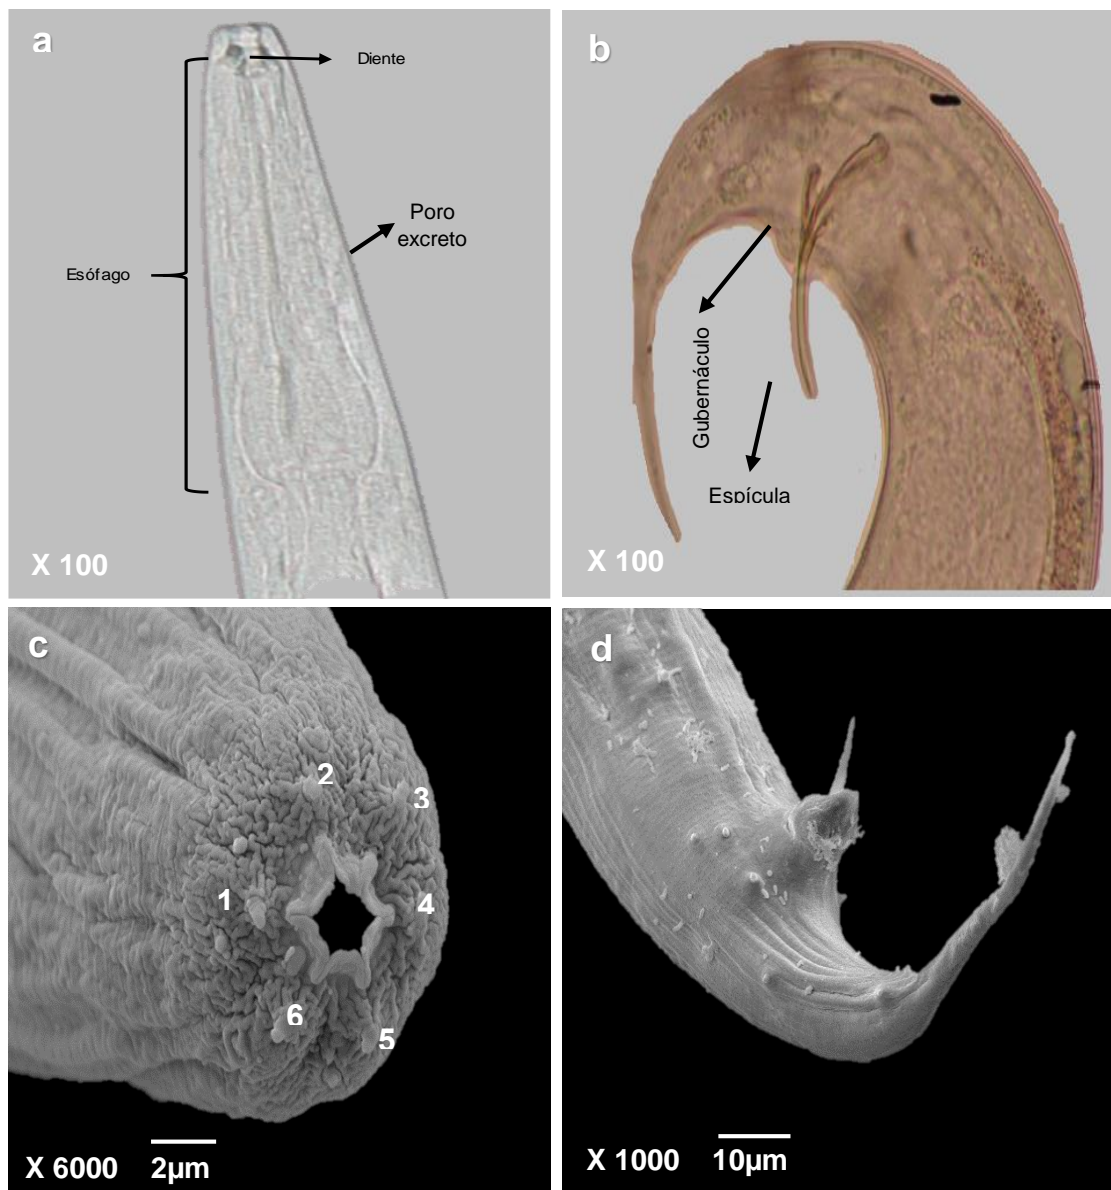 a
Diente
Poro
excreto
Esófago
X 100
b
Gubernáculo
Espícula
X 100
c
2
3
1
4
6
5
X 6000
2µm
d
X 1000
10µm